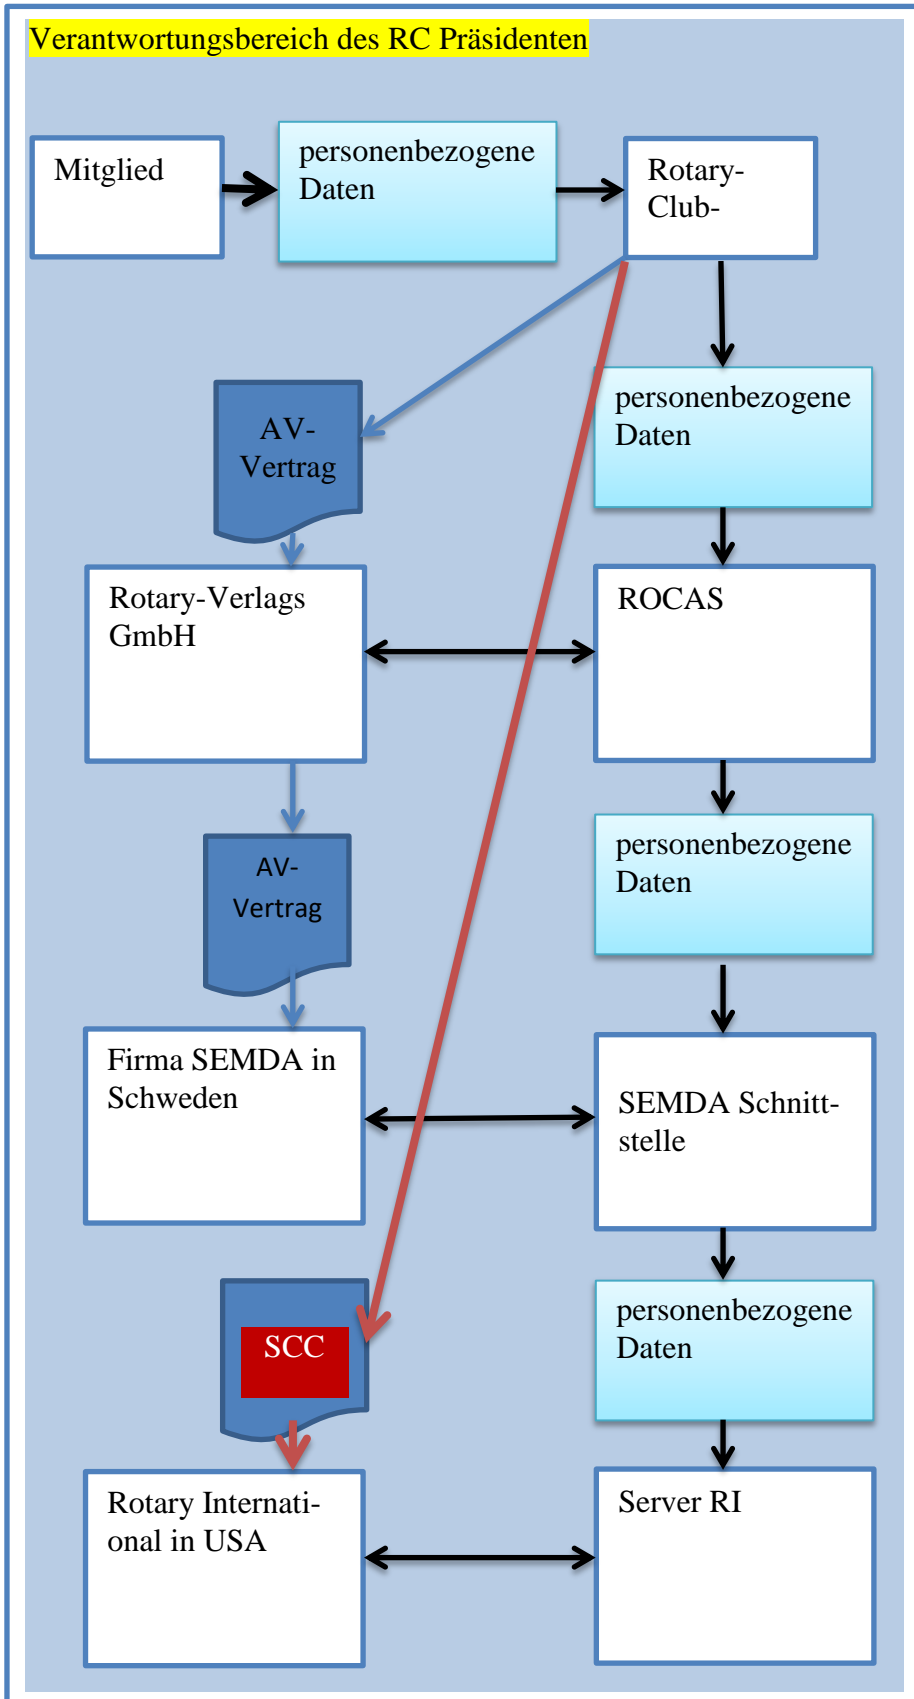 Verantwortungsbereich des RC Präsidenten
Mitglied
personenbezogene
Daten
Rotary-
Club-
AV-
Vertrag
personenbezogene
Daten
Rotary-Verlags
GmbH
ROCAS
AV-
Vertrag
personenbezogene
Daten
Firma SEMDA in
Schweden
SEMDA Schnitt-
stelle
SCC
personenbezogene
Daten
Rotary Internati-
onal in USA
Server RI